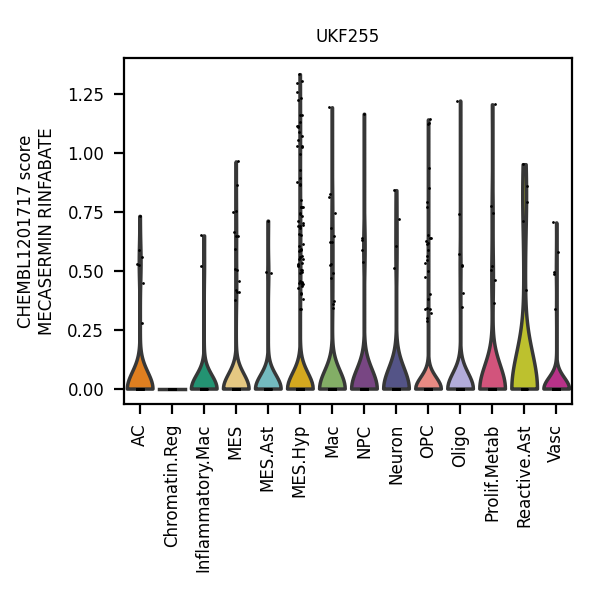 UKF255
CHEMBL1201717 score
MECASERMIN RINFABATE
1.25
1.00
0.75
0.50
0.25
0.00
AC
Chromatin.Reg
Inflammatory.Mac
MES
MES.Ast
MES.Hyp
Mac
NPC
Neuron
OPC
Oligo
Prolif.Metab
Reactive.Ast
Vasc